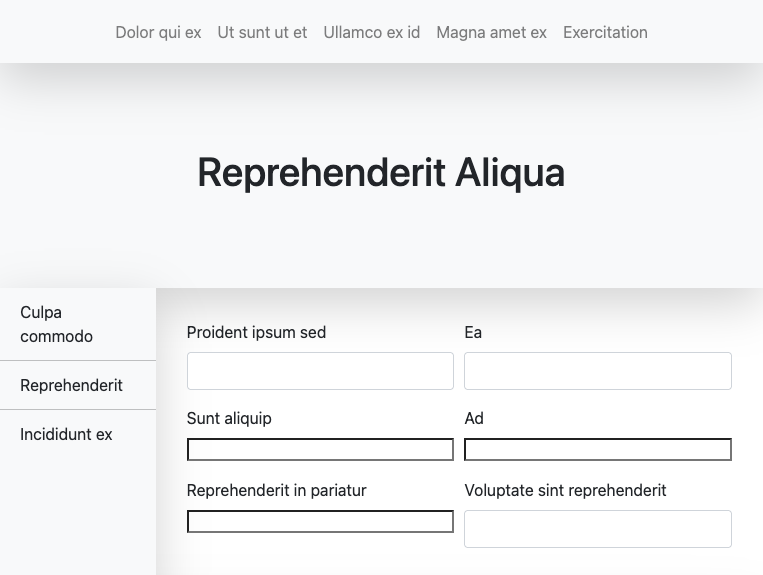 Dolor qui ex Ut sunt ut et Ullamco ex id Magna amet ex Exercitation
Reprehenderit Aliqua
Culpa
commodo
Reprehenderit
Incididunt ex
Proident ipsum sed
Ea
Sunt aliquip
Ad
Reprehenderit in pariatur
Voluptate sint reprehenderit